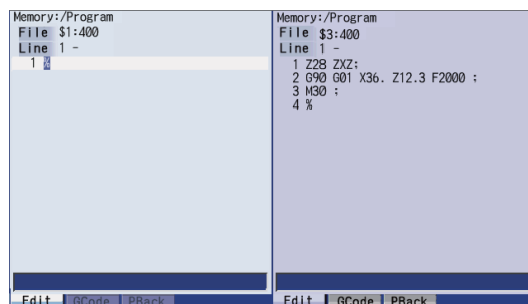 Memory:/Program
File $1:400
Line 1 -
1 %
Edit GCode PBack
Memory:/Program
File $3:400
Line 1 -
1 Z28 ZXZ;
2 G90 G01 X36. Z12.3 F2000 ;
3 M30 ;
4 %
Edit GCode PBack